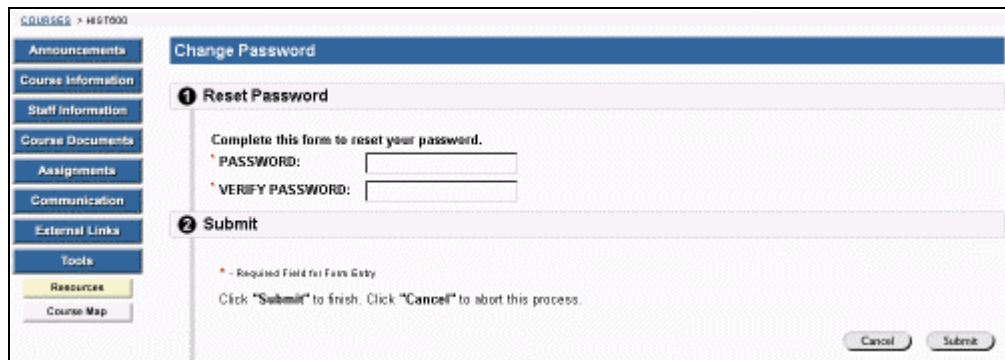 COURSES > HIST600
Announcements
Course Information
Staff Information
Course Documents
Assignments
Communication
External Links
Tools
Resources
Course Map
Change Password
1 Reset Password
Complete this form to reset your password.
* PASSWORD:
* VERIFY PASSWORD:
2 Submit
* - Required Field for Form Entry
Click "Submit" to finish. Click "Cancel" to abort this process.
Cancel Submit